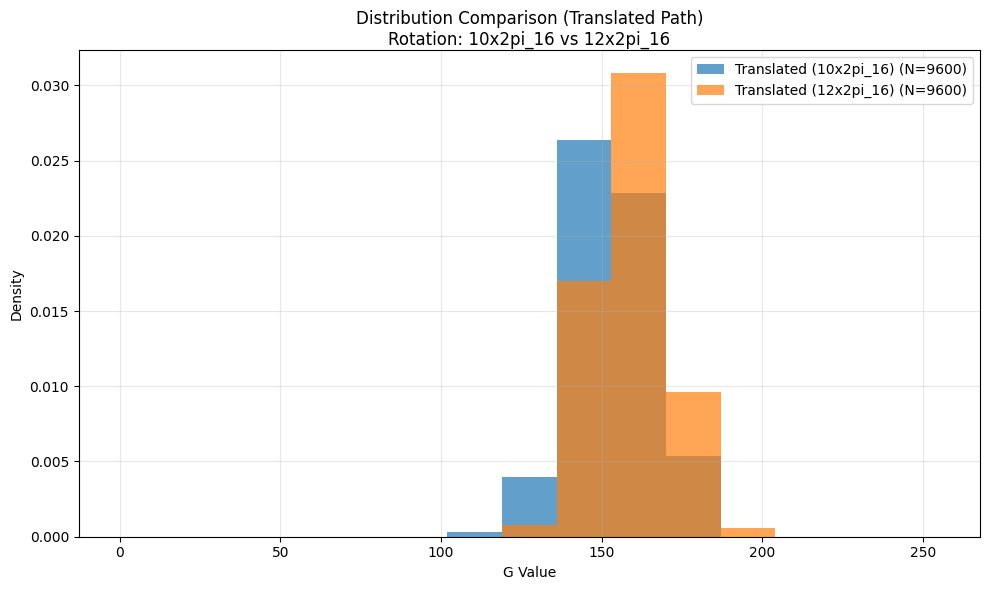 Distribution Comparison (Translated Path)
Rotation: 10x2pi_16 vs 12x2pi_16
Translated (10x2pi_16) (N=9600)
Translated (12x2pi_16) (N=9600)
Density
0.030
0.025
0.020
0.015
0.010
0.005
0.000
0
50
100
150
200
250
G Value